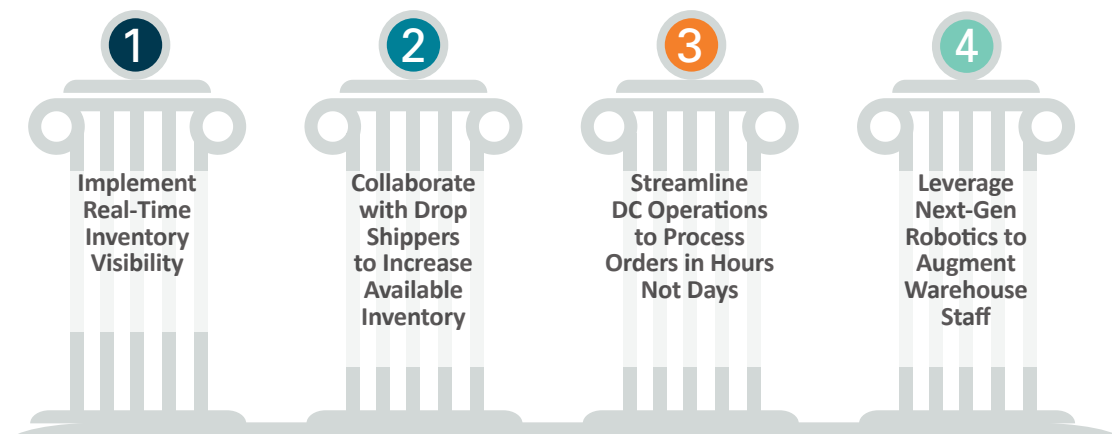 1
Implement
Real-Time
Inventory
Visibility
2
Collaborate
with Drop
Shippers
to Increase
Available
Inventory
3
Streamline
DC Operations
to Process
Orders in Hours
Not Days
4
Leverage
Next-Gen
Robotics to
Augment
Warehouse
Staff